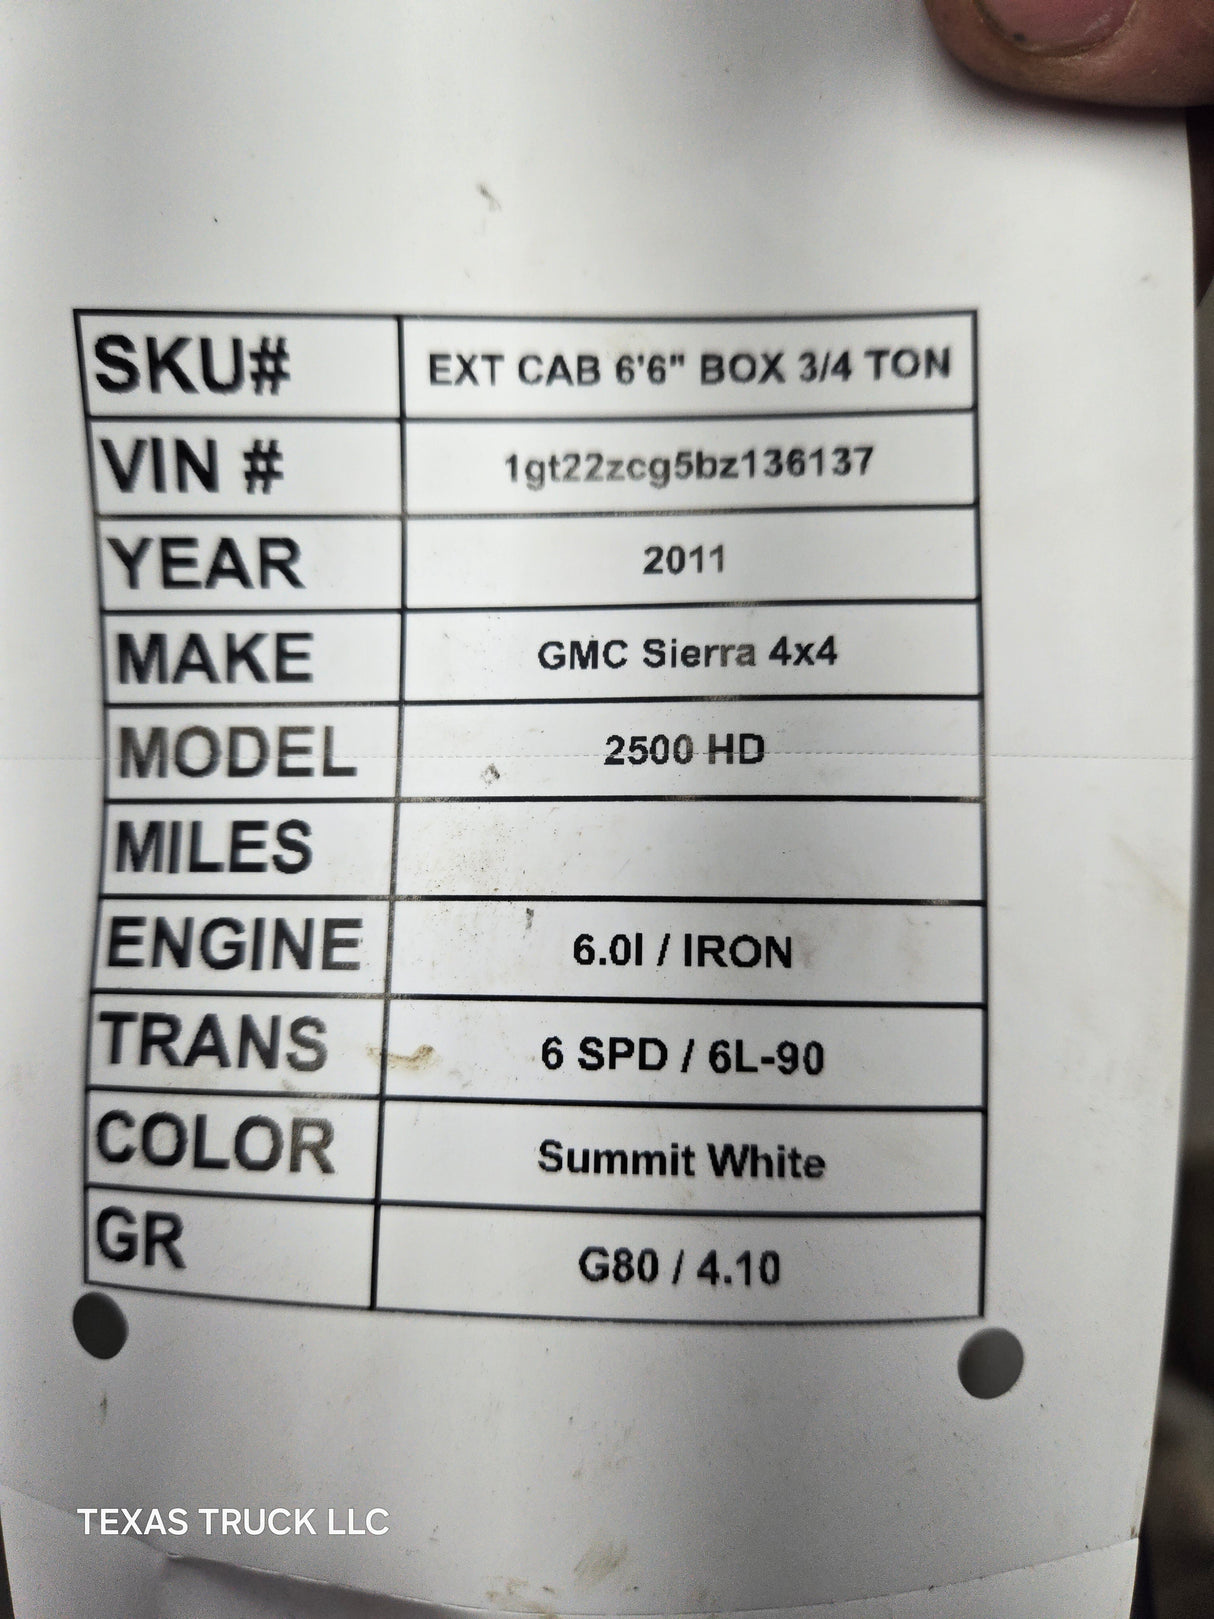 SKU# EXT CAB 6'6" BOX 3/4 TON
VIN # 1gt22zcg5bz136137
YEAR 2011
MAKE GMC Sierra 4x4
MODEL 2500 HD
MILES
ENGINE 6.0l / IRON
TRANS 6 SPD / 6L-90
COLOR Summit White
GR G80 / 4.10
TEXAS TRUCK LLC